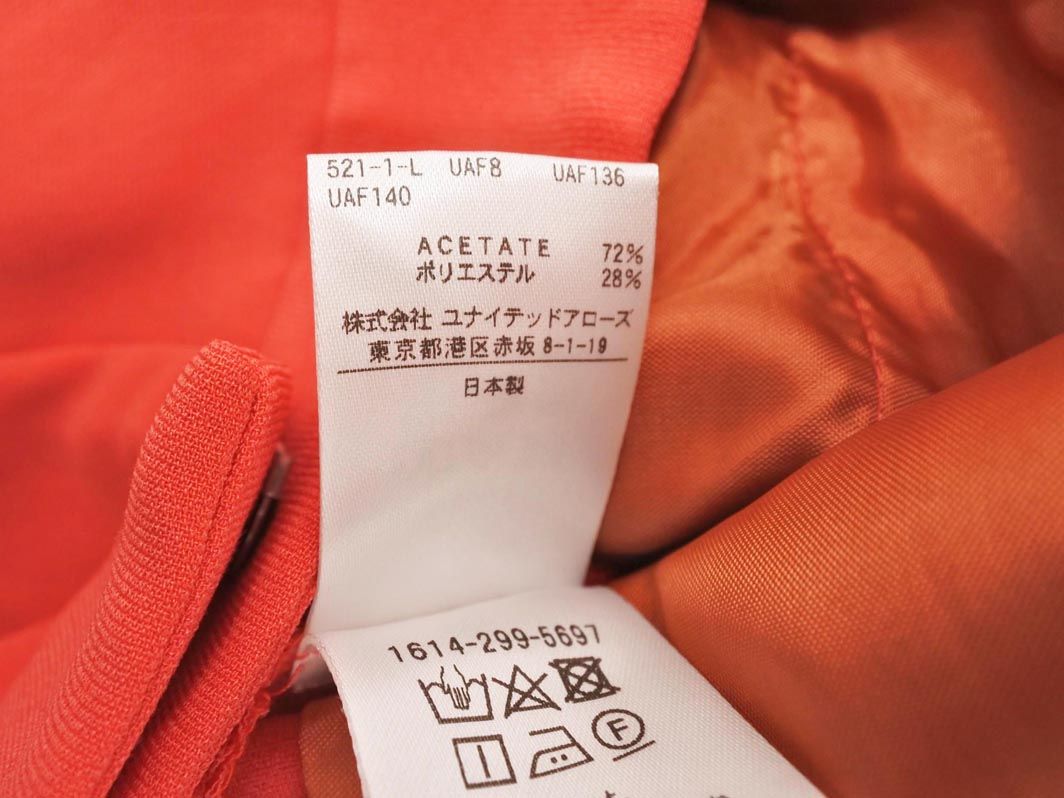 521-1-L UAF8 UAF136
UAF140
ACETATE 72%
ポリエステル 28%
株式会社 ユナイテッドアローズ
東京都港区赤坂 8-1-19
日本製
1614-299-5697
F